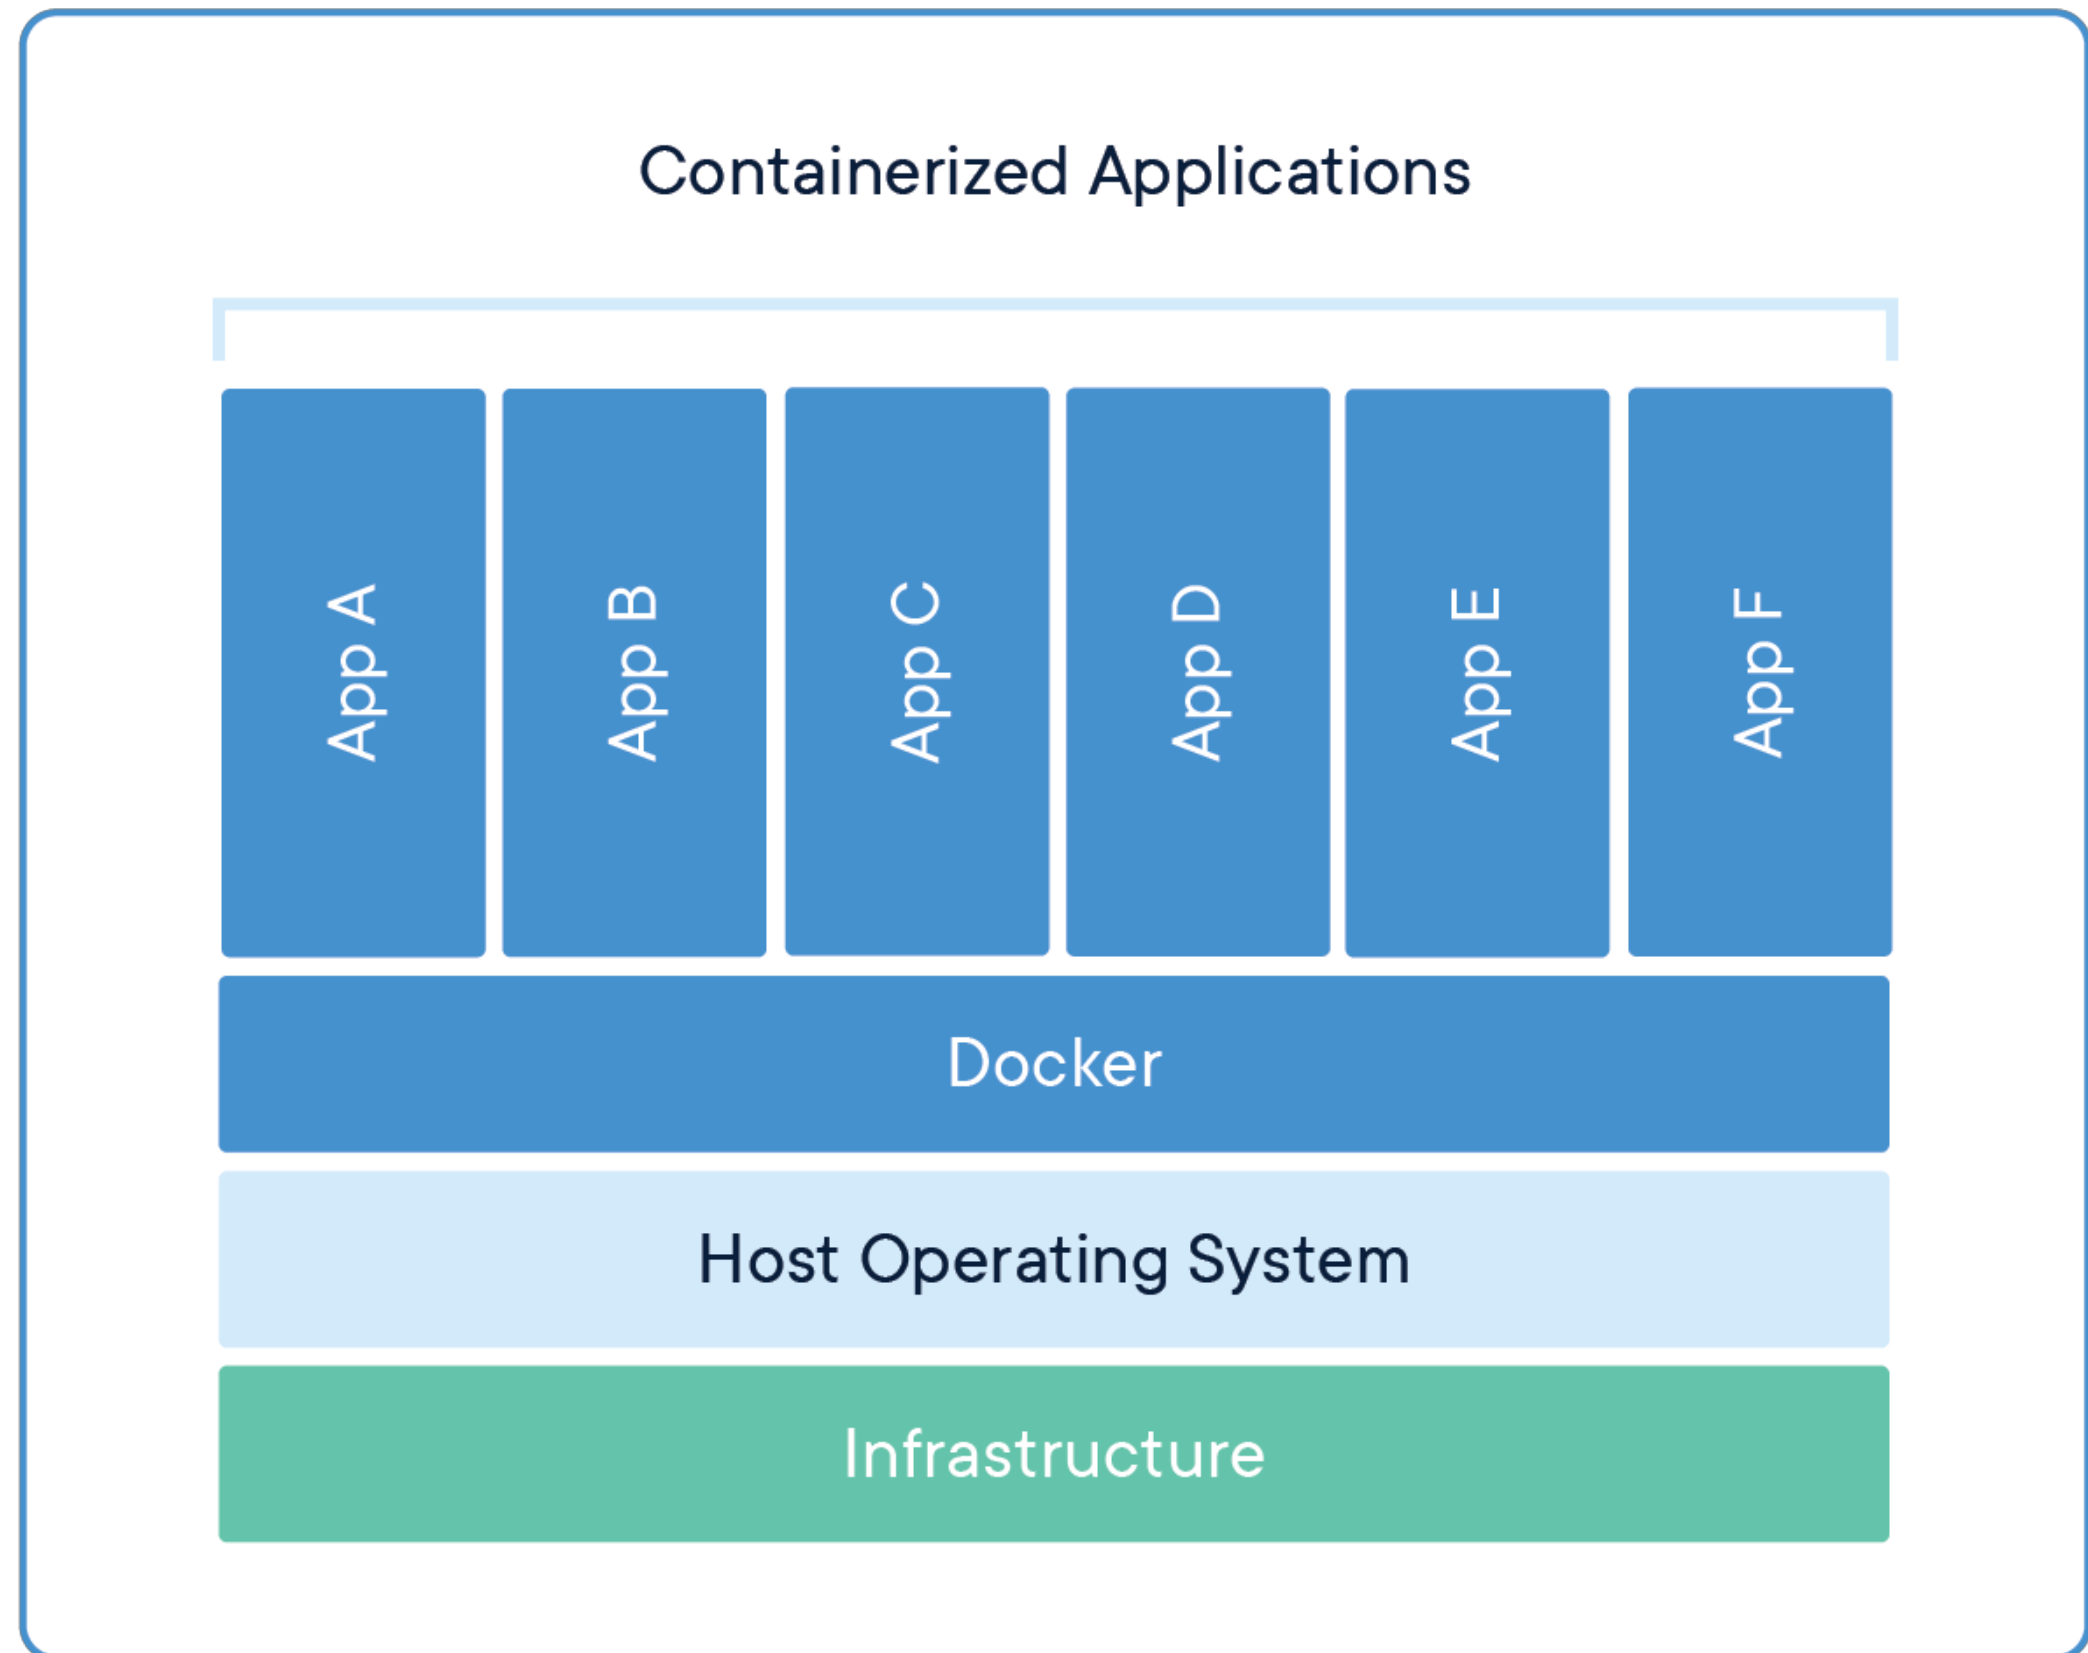 Containerized Applications
App A
App B
App C
App D
App E
App F
Docker
Host Operating System
Infrastructure